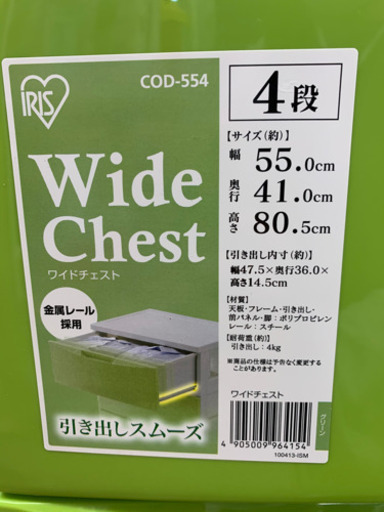 IRIS
COD-554
4段
Wide
Chest
ワイドチェスト
金属レール
採用
引き出しスムーズ
【サイズ(約)】
幅 55.0cm
奥行 41.0cm
高さ 80.5cm
【引き出し内寸(約)】
幅47.5×奥行36.0×
高さ14.5cm
【材質】
天板・フレーム・引き出し・
前パネル・脚:ポリプロピレン
レール:スチール
【耐荷重(約)】
引き出し:4kg
※商品の仕様は予告なく変更に
なることがあります。
ワイドチェスト
グリーン
4 905009 964154
100413-ISM